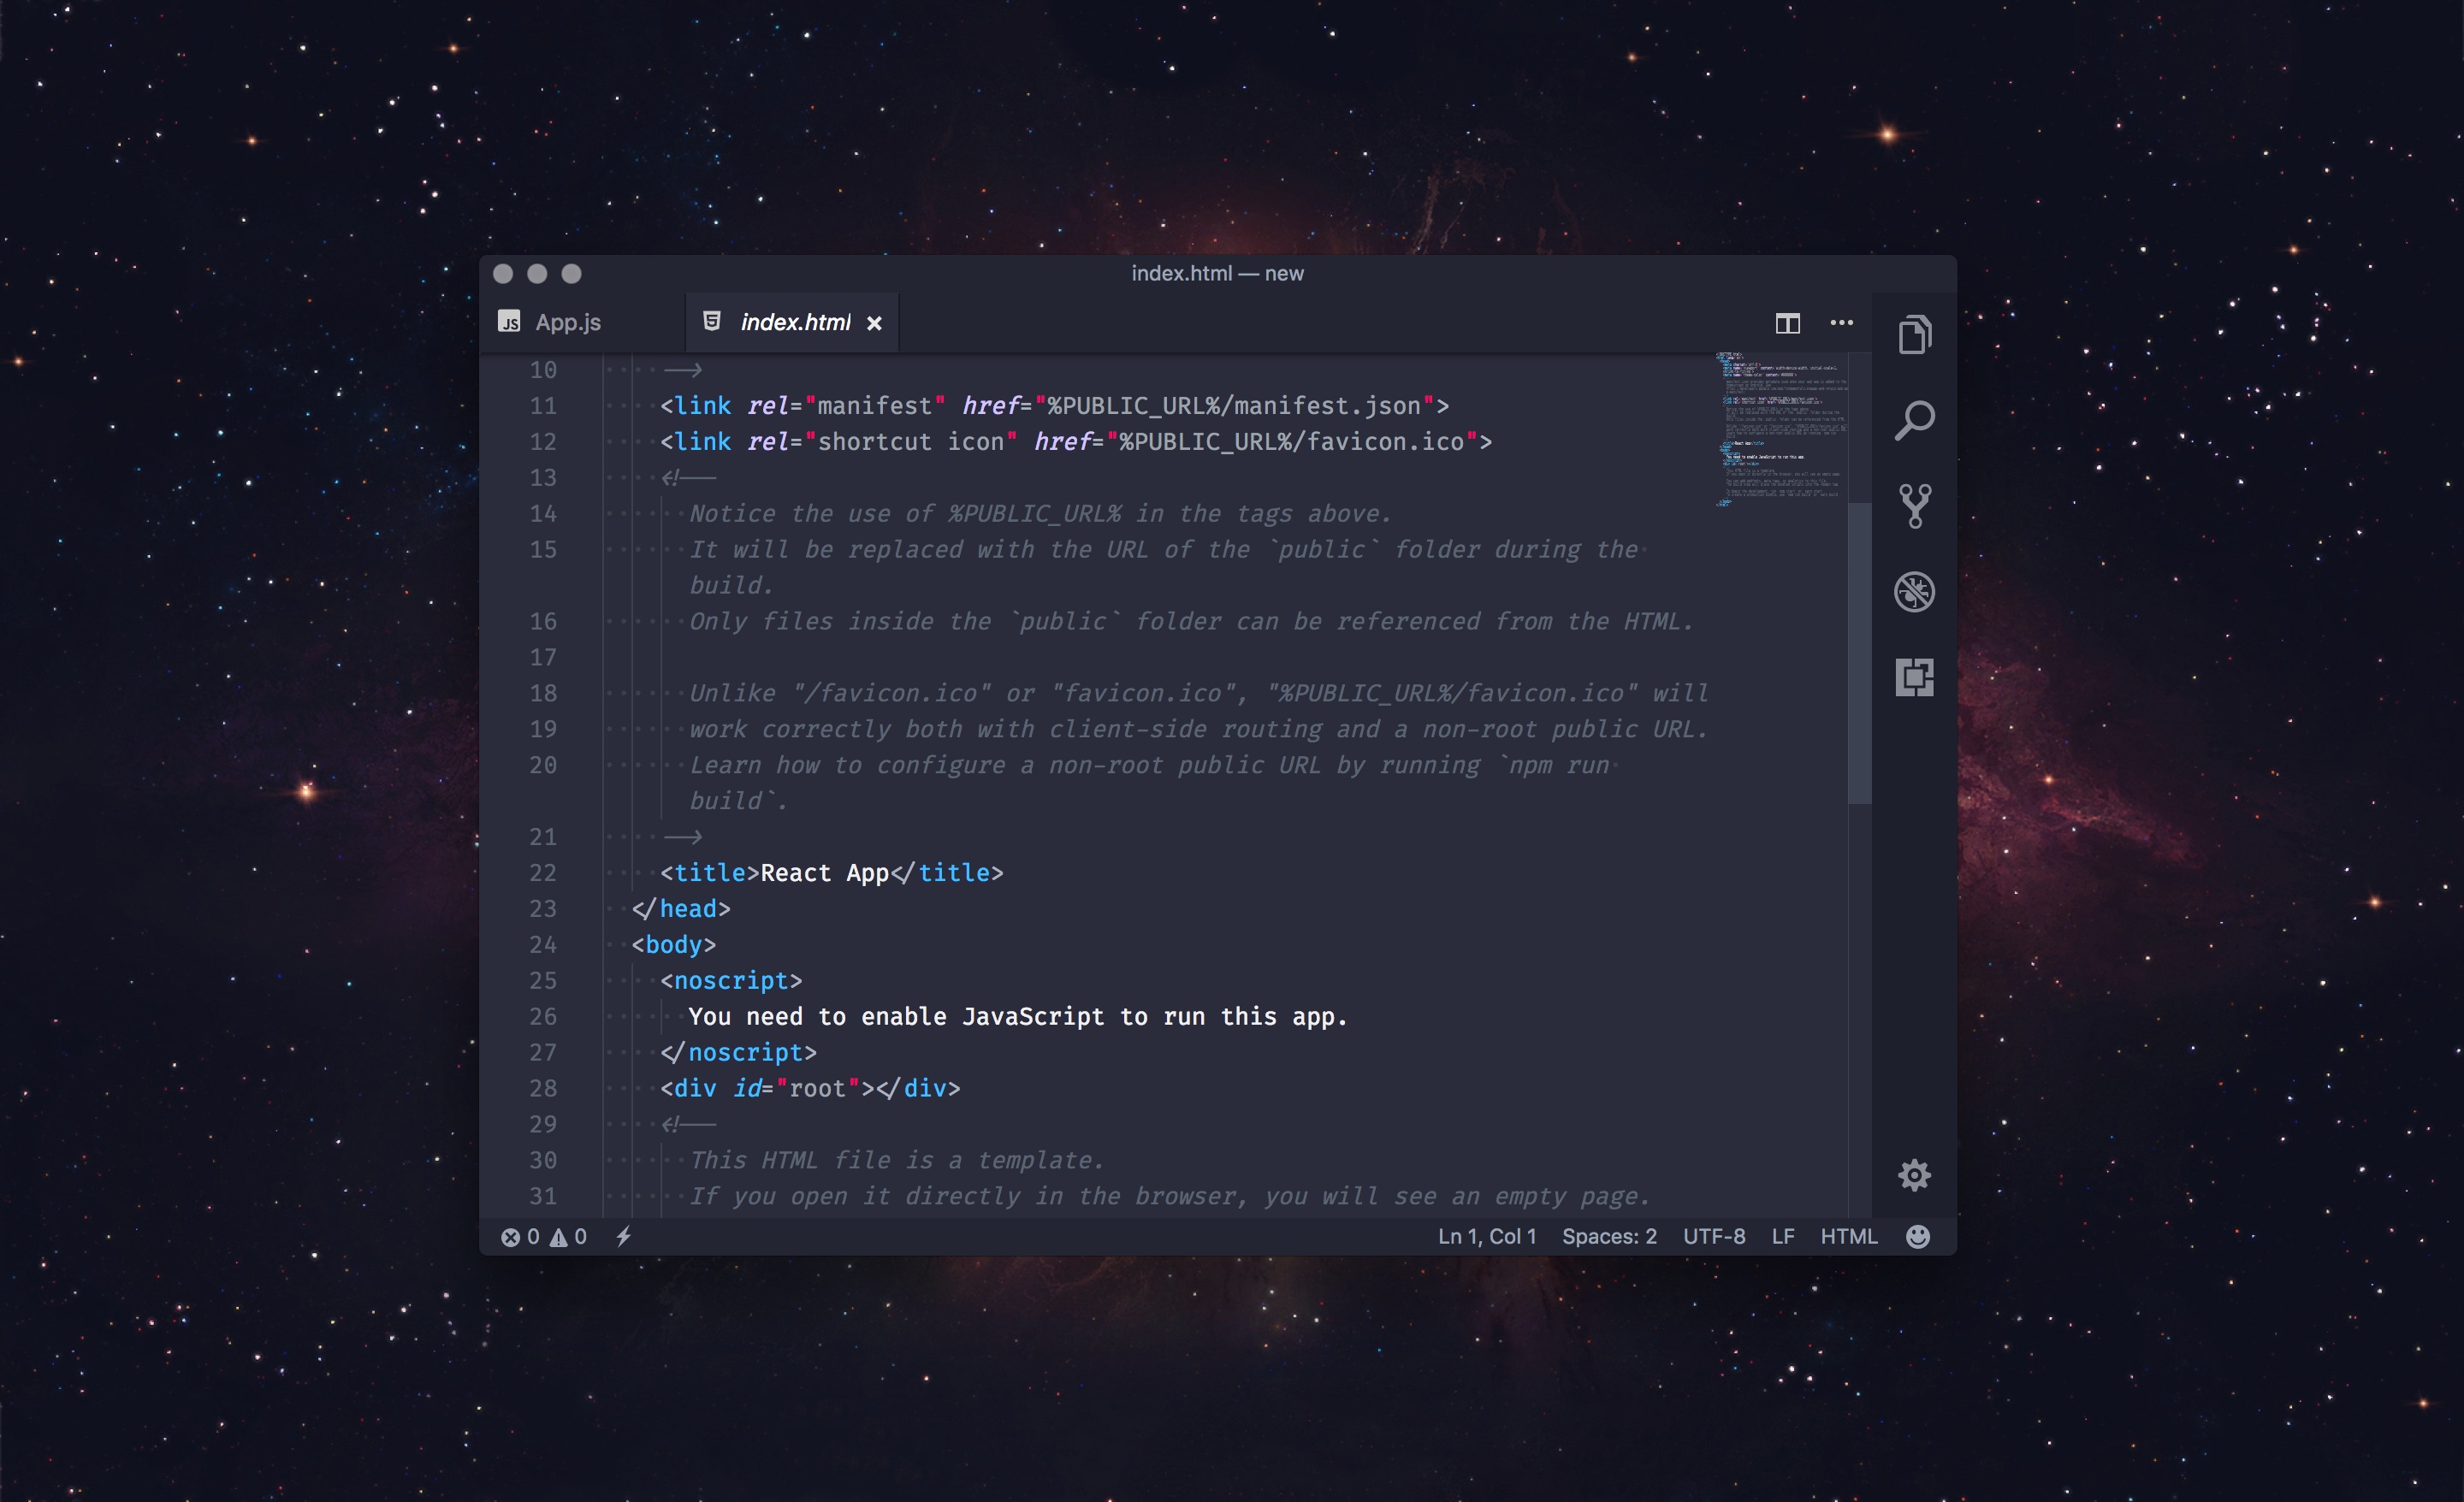 index.html — new
JS App.js
index.html
10 -->
11 <link rel="manifest" href="%PUBLIC_URL%/manifest.json">
12 <link rel="shortcut icon" href="%PUBLIC_URL%/favicon.ico">
13 <!--
14 Notice the use of %PUBLIC_URL% in the tags above.
15 It will be replaced with the URL of the `public` folder during the
build.
16 Only files inside the `public` folder can be referenced from the HTML.
17
18 Unlike "/favicon.ico" or "favicon.ico", "%PUBLIC_URL%/favicon.ico" will
19 work correctly both with client-side routing and a non-root public URL.
20 Learn how to configure a non-root public URL by running `npm run
build`.
21 -->
22 <title>React App</title>
23 </head>
24 <body>
25 <noscript>
26 You need to enable JavaScript to run this app.
27 </noscript>
28 <div id="root"></div>
29 <!--
30 This HTML file is a template.
31 If you open it directly in the browser, you will see an empty page.
0 0 Ln 1, Col 1 Spaces: 2 UTF-8 LF HTML